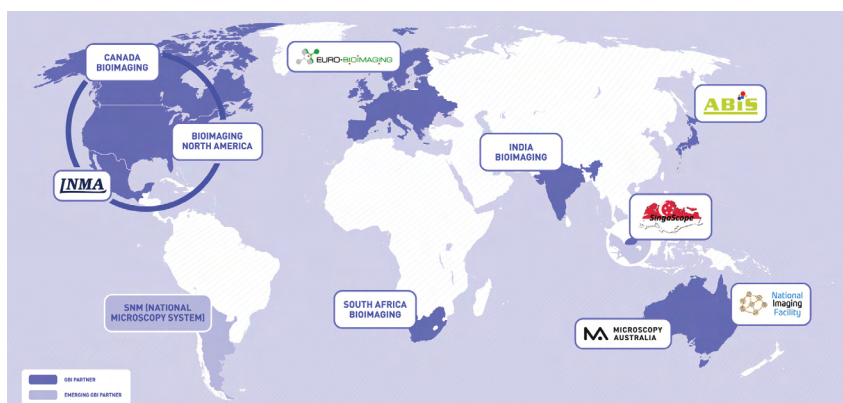 CANADA
BIOIMAGING
EURO-BIOIMAGING
ABiS
BIOIMAGING
NORTH AMERICA
INDIA
BIOIMAGING
LNMA
SingaScope
SNM (NATIONAL
MICROSCOPY SYSTEM)
SOUTH AFRICA
BIOIMAGING
National
Imaging
Facility
MICROSCOPY
AUSTRALIA
GBI PARTNER
EMERGING GBI PARTNER